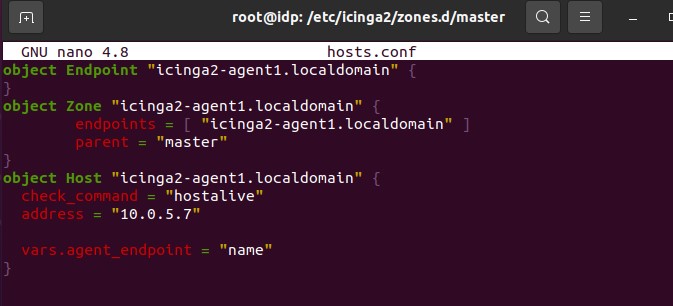 root@idp: /etc/icinga2/zones.d/master
GNU nano 4.8 hosts.conf
object Endpoint "icinga2-agent1.localdomain" {
}
object Zone "icinga2-agent1.localdomain" {
        endpoints = [ "icinga2-agent1.localdomain" ]
        parent = "master"
}
object Host "icinga2-agent1.localdomain" {
  check_command = "hostalive"
  address = "10.0.5.7"

  vars.agent_endpoint = "name"
}